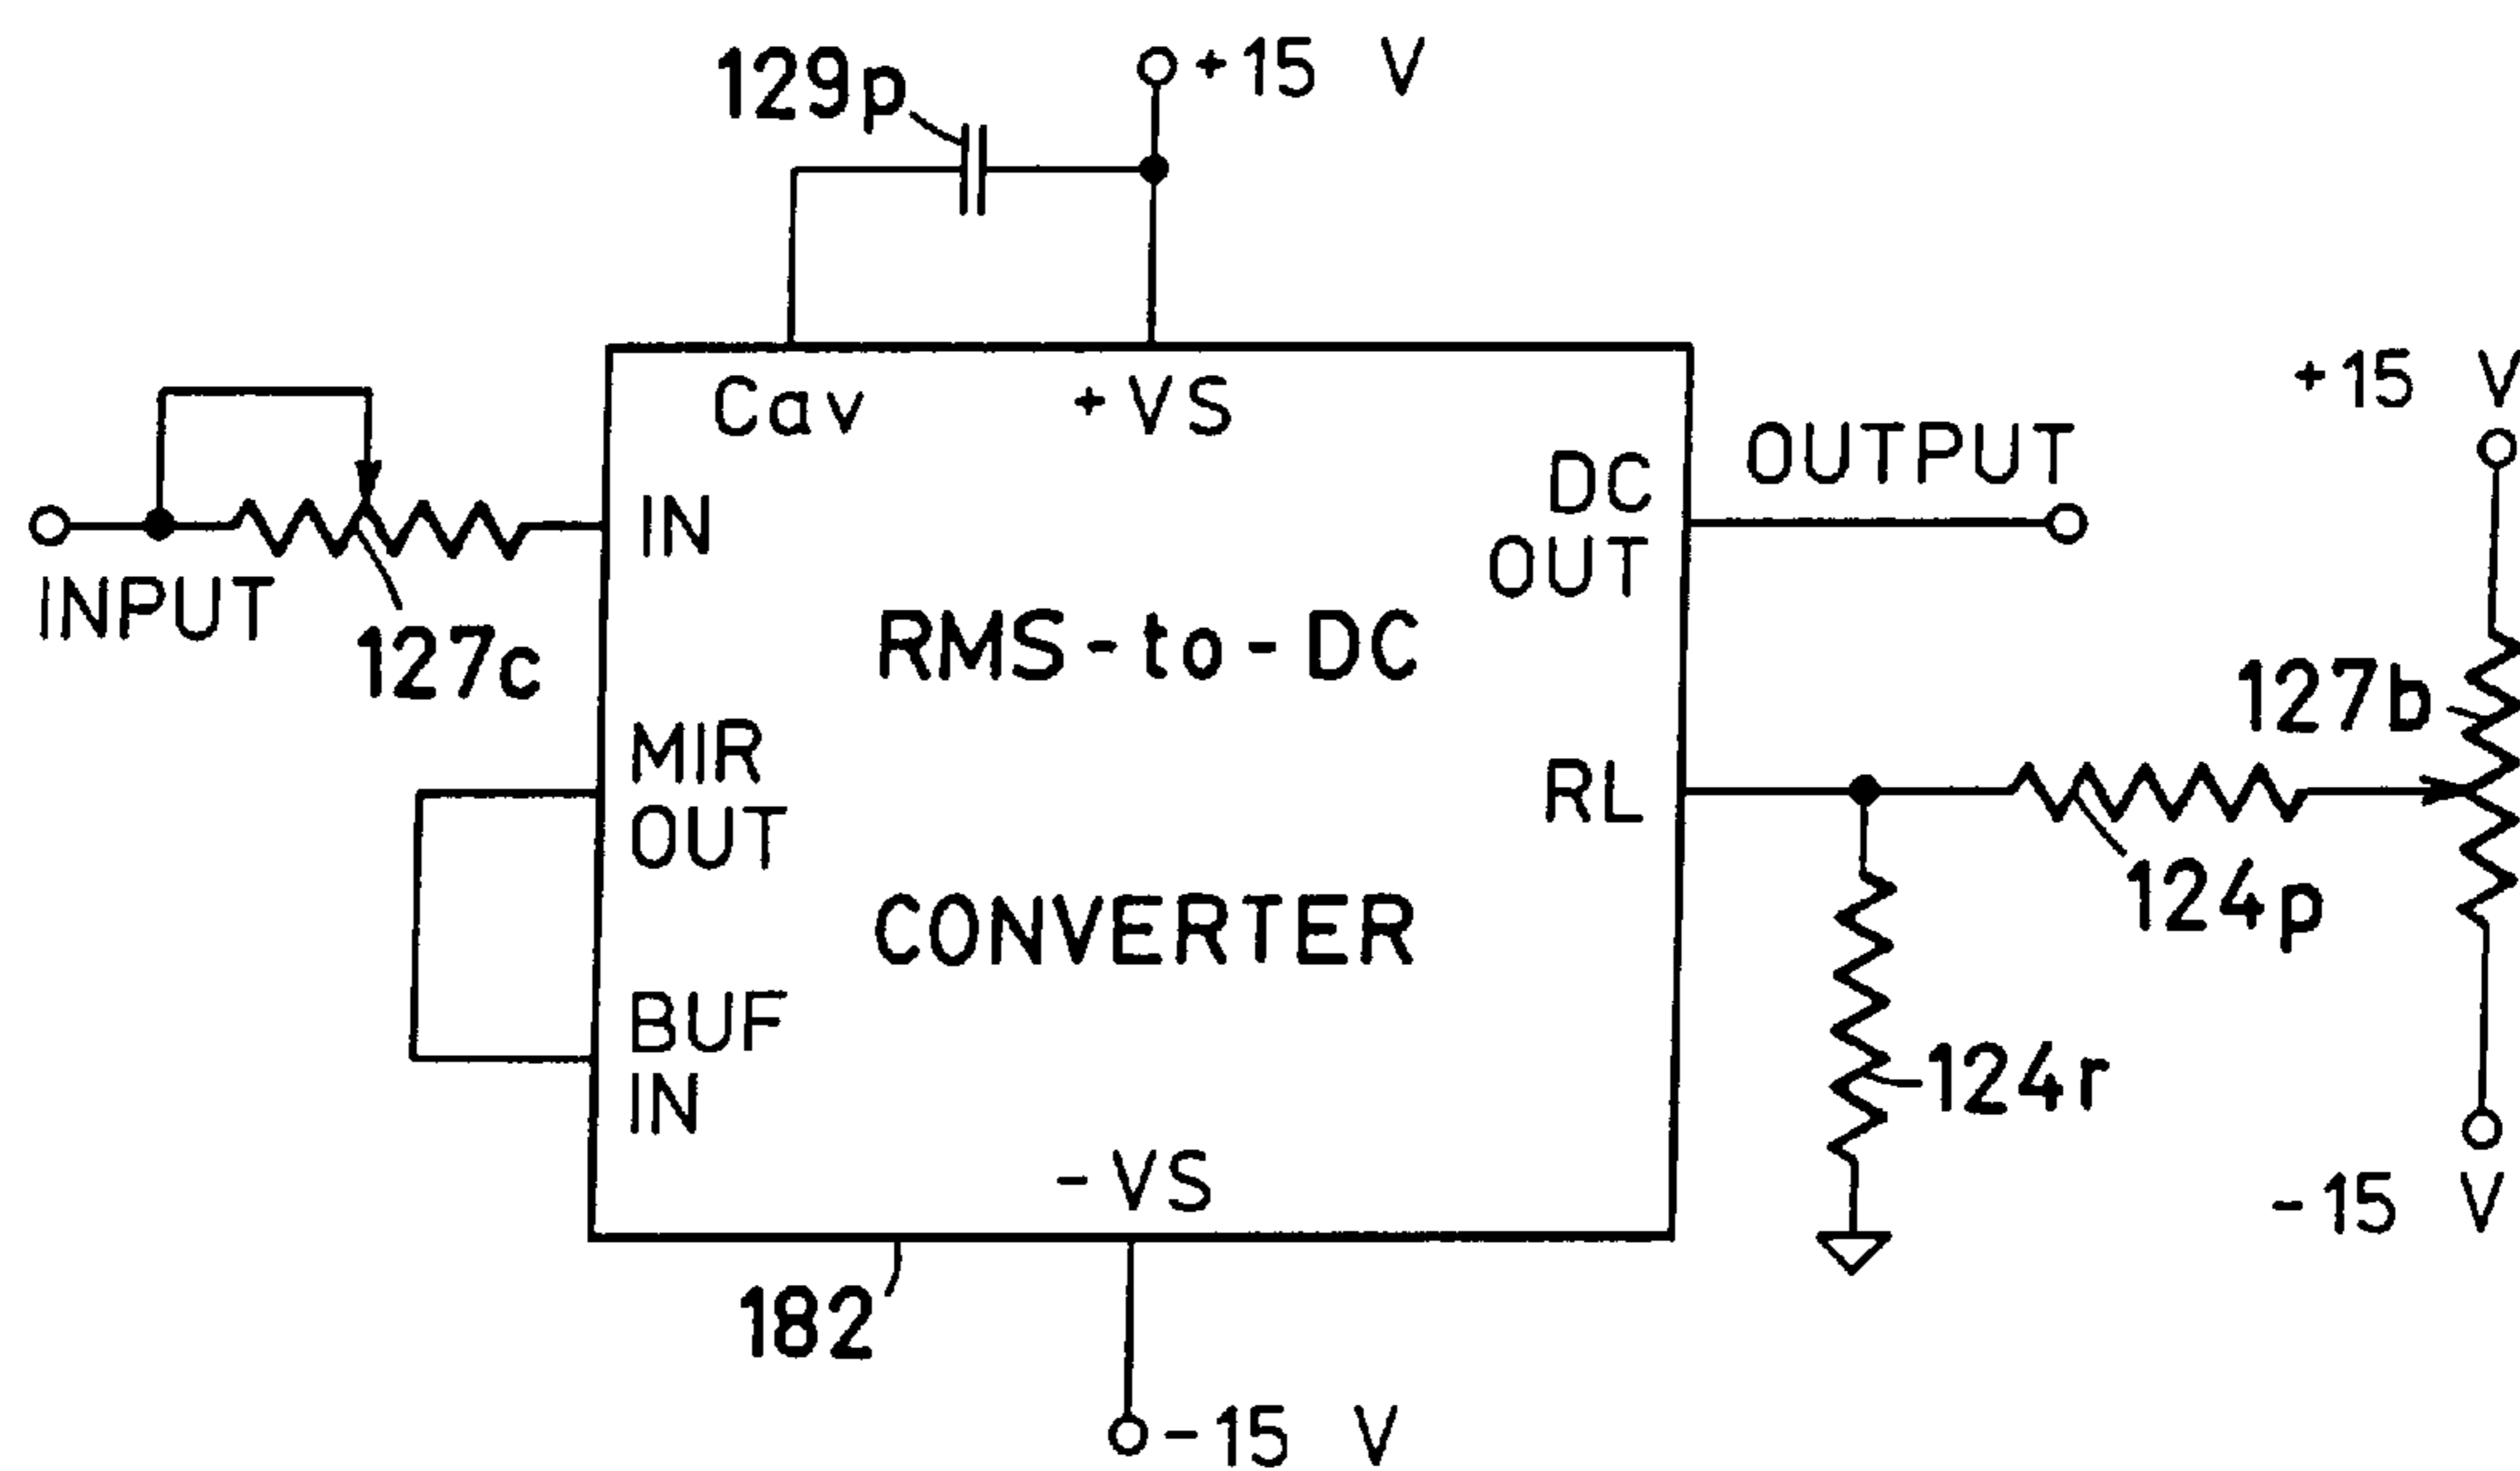 129p
+15 V
Cav
+VS
+15 V
DC
OUT
OUTPUT
IN
INPUT
127c
RMS-to-DC
127b
MIR
OUT
RL
124p
CONVERTER
BUF
IN
124r
-VS
-15 V
182
-15 V